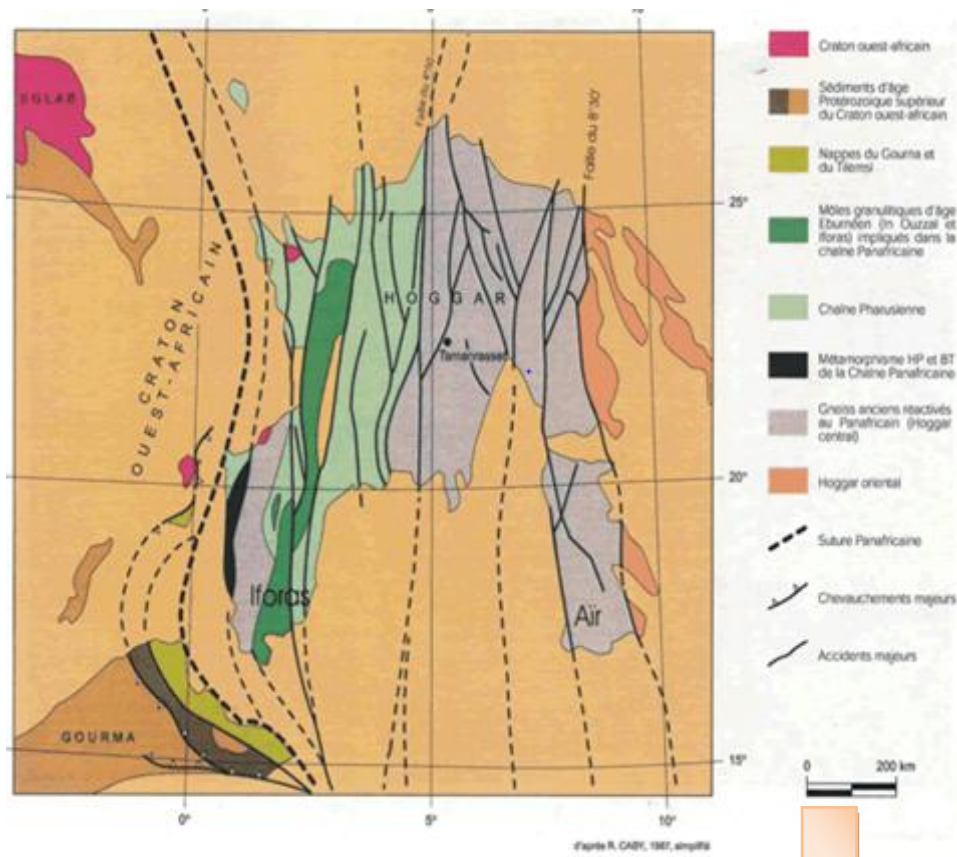 0°
5°
10°
Faille du 4°50
Faille du 8°30'
EGLAB
25°
CRATON
OUEST-AFRICAIN
HOGGAR
Tamanrasset
20°
Iforas
Aïr
GOURMA
15°
0°
5°
10°
Craton ouest-africain
Sédiments d'âge
Protérozoïque supérieur
du Craton ouest-africain
Nappes du Gourma et
du Tilemsi
Môles granulitiques d'âge
Eburnéen (In Ouzzal et
Iforas) impliqués dans la
chaîne Panafricaine
Chaîne Pharusienne
Métamorphisme HP et BT
de la Chaîne Panafricaine
Gneiss anciens réactivés
au Panafricain (Hoggar
central)
Hoggar oriental
Suture Panafricaine
Chevauchements majeurs
Accidents majeurs
0 200 km
d'après R. CABY, 1987, simplifié